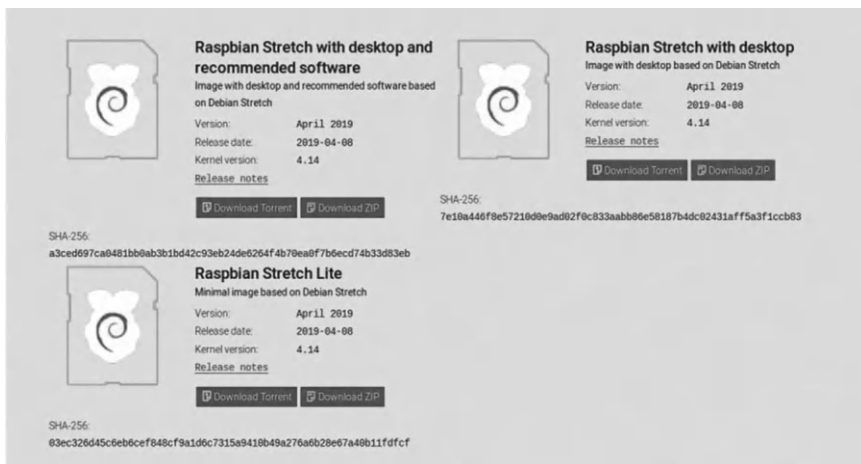 Raspbian Stretch with desktop and
recommended software
Image with desktop and recommended software based
on Debian Stretch
Version: April 2019
Release date: 2019-04-08
Kernel version: 4.14
Release notes
Download Torrent Download ZIP
SHA-256:
a3ced697ca0481bb0ab3b1bd42c93eb24de6264f4b70ea0f7b6ecd74b33d83eb
Raspbian Stretch with desktop
Image with desktop based on Debian Stretch
Version: April 2019
Release date: 2019-04-08
Kernel version: 4.14
Release notes
Download Torrent Download ZIP
SHA-256:
7e10a446f8e57210d0e9ad02f0c833aabb86e58187b4dc02431aff5a3f1ccb83
Raspbian Stretch Lite
Minimal image based on Debian Stretch
Version: April 2019
Release date: 2019-04-08
Kernel version: 4.14
Release notes
Download Torrent Download ZIP
SHA-256:
03ec326d45c6eb6cef848cf9a1d6c7315a9410b49a276a6b28e67a40b11fdfcf